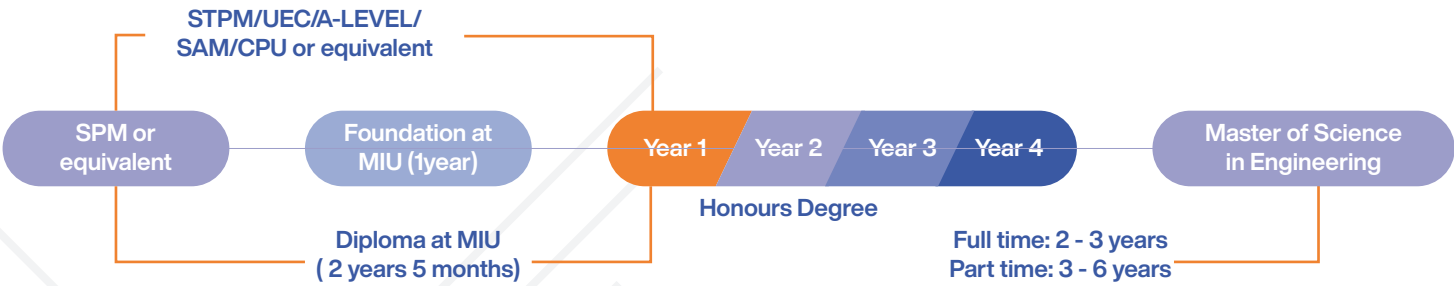 STPM/UEC/A-LEVEL/
SAM/CPU or equivalent
SPM or
equivalent
Foundation at
MIU (1year)
Year 1
Year 2
Year 3
Year 4
Master of Science
in Engineering
Honours Degree
Diploma at MIU
( 2 years 5 months)
Full time: 2 - 3 years
Part time: 3 - 6 years